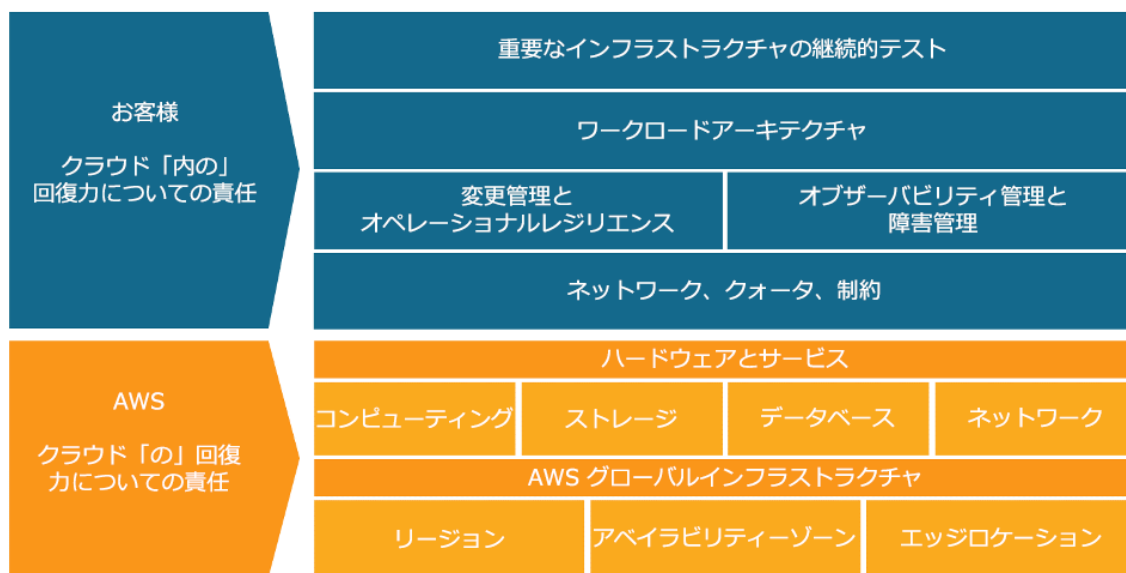 お客様
クラウド「内の」
回復力についての責任
重要なインフラストラクチャの継続的テスト
ワークロードアーキテクチャ
変更管理と
オペレーショナルレジリエンス
オブザーバビリティ管理と
障害管理
ネットワーク、クォータ、制約
AWS
クラウド「の」回復
力についての責任
ハードウェアとサービス
コンピューティング
ストレージ
データベース
ネットワーク
AWS グローバルインフラストラクチャ
リージョン
アベイラビリティーゾーン
エッジロケーション